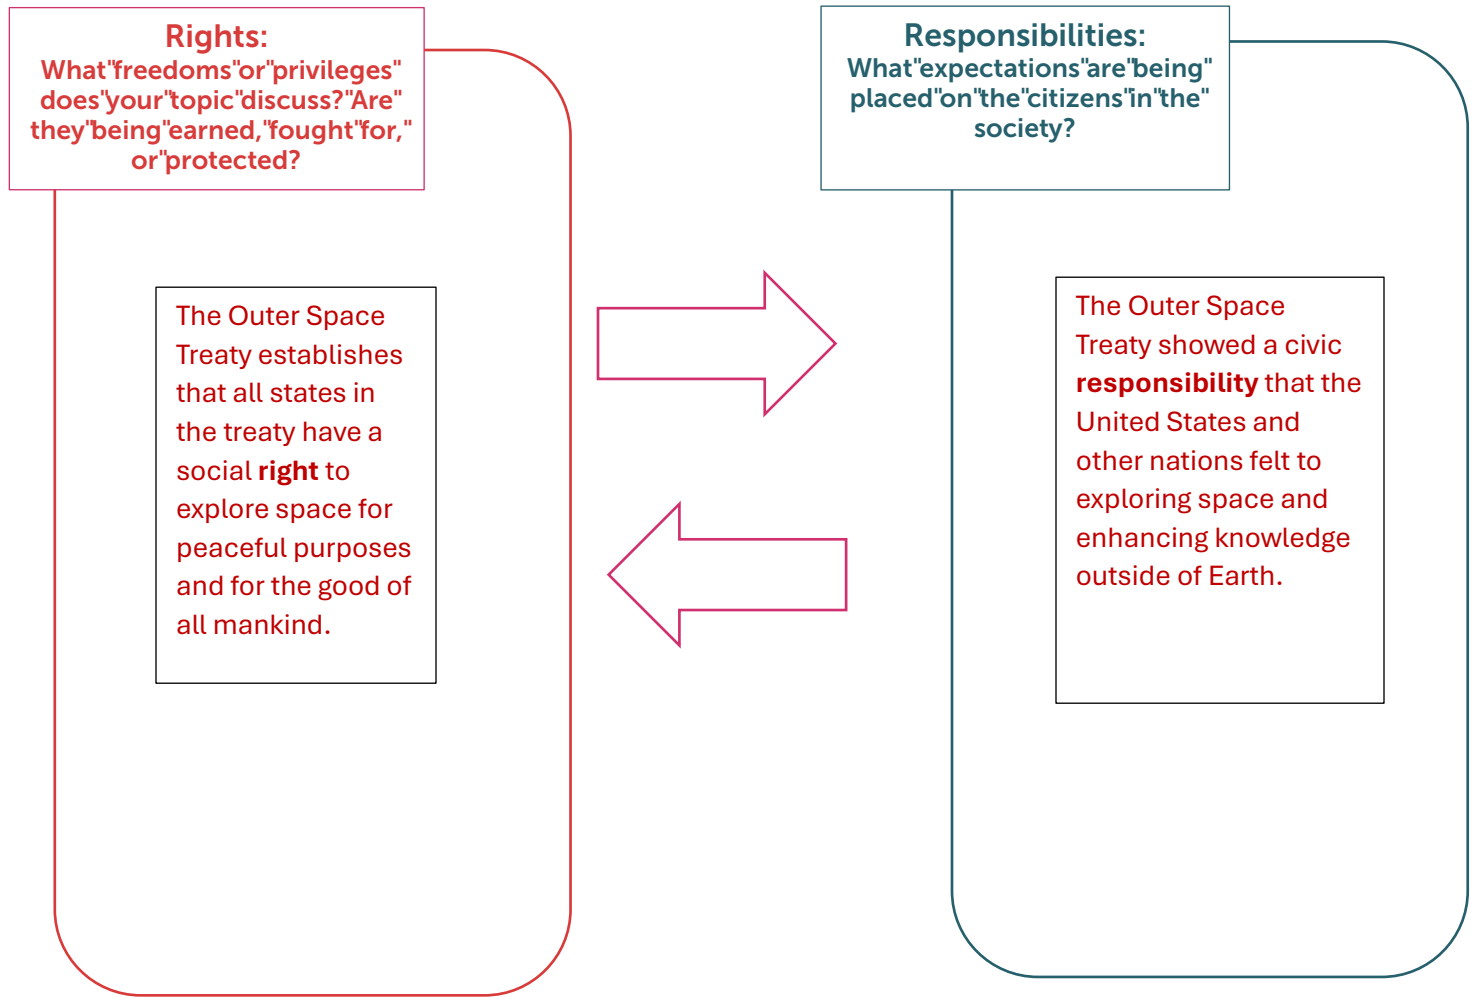 Rights:
What"freedoms"or"privileges"
does"your"topic"discuss?"Are"
they"being"earned,"fought"for,"
or"protected?
The Outer Space
Treaty establishes
that all states in
the treaty have a
social right to
explore space for
peaceful purposes
and for the good of
all mankind.
Responsibilities:
What"expectations"are"being"
placed"on"the"citizens"in"the"
society?
The Outer Space
Treaty showed a civic
responsibility that the
United States and
other nations felt to
exploring space and
enhancing knowledge
outside of Earth.